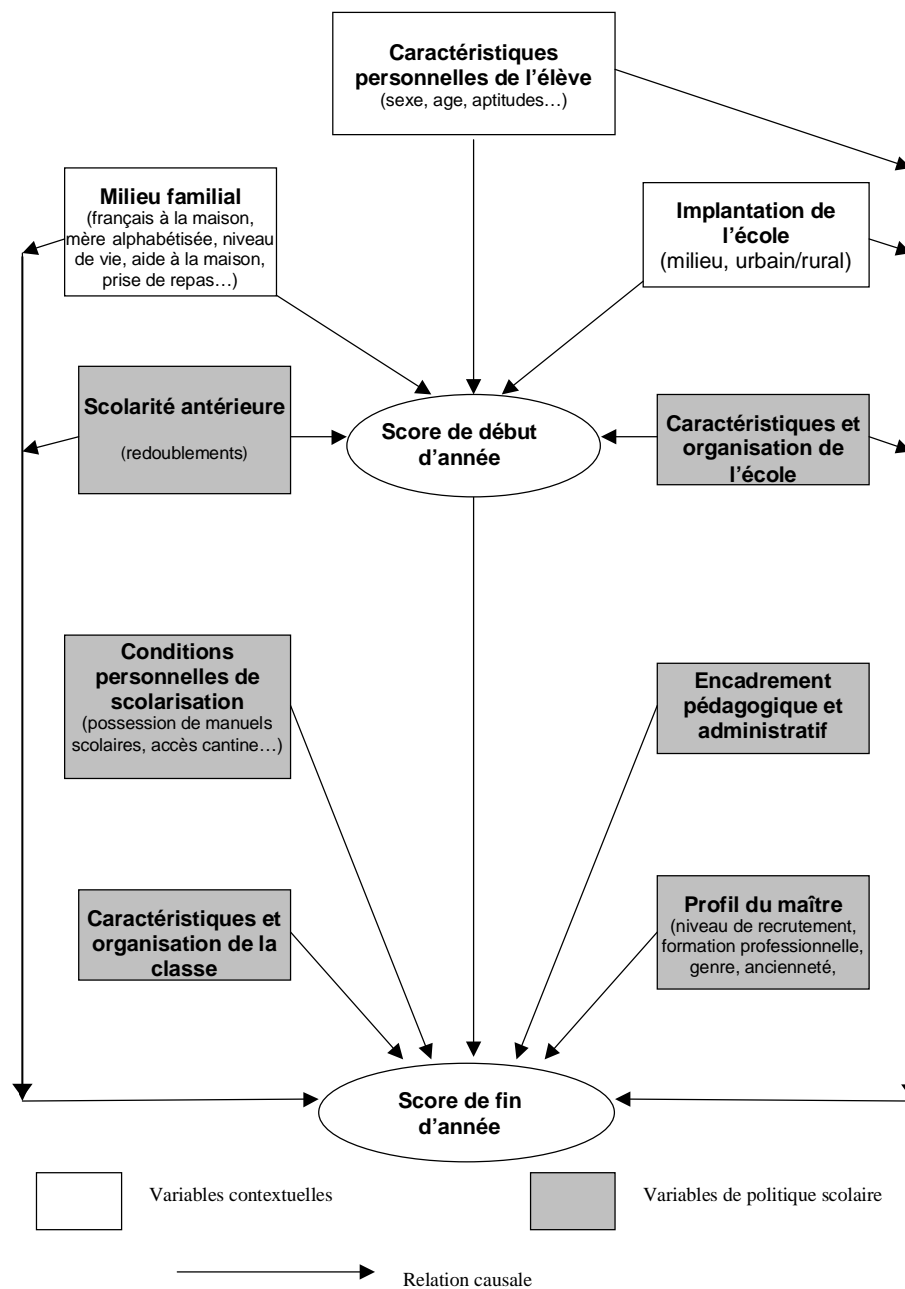 Caractéristiques
personnelles de l'élève
(sexe, age, aptitudes…)
Milieu familial
(français à la maison,
mère alphabétisée, niveau
de vie, aide à la maison,
prise de repas…)
Implantation de
l'école
(milieu, urbain/rural)
Scolarité antérieure
(redoublements)
Score de début
d'année
Caractéristiques et
organisation de
l'école
Conditions
personnelles de
scolarisation
(possession de manuels
scolaires, accès cantine…)
Encadrement
pédagogique et
administratif
Caractéristiques et
organisation de la
classe
Profil du maître
(niveau de recrutement,
formation professionnelle,
genre, ancienneté,
Score de fin
d'année
Variables contextuelles
Variables de politique scolaire
Relation causale